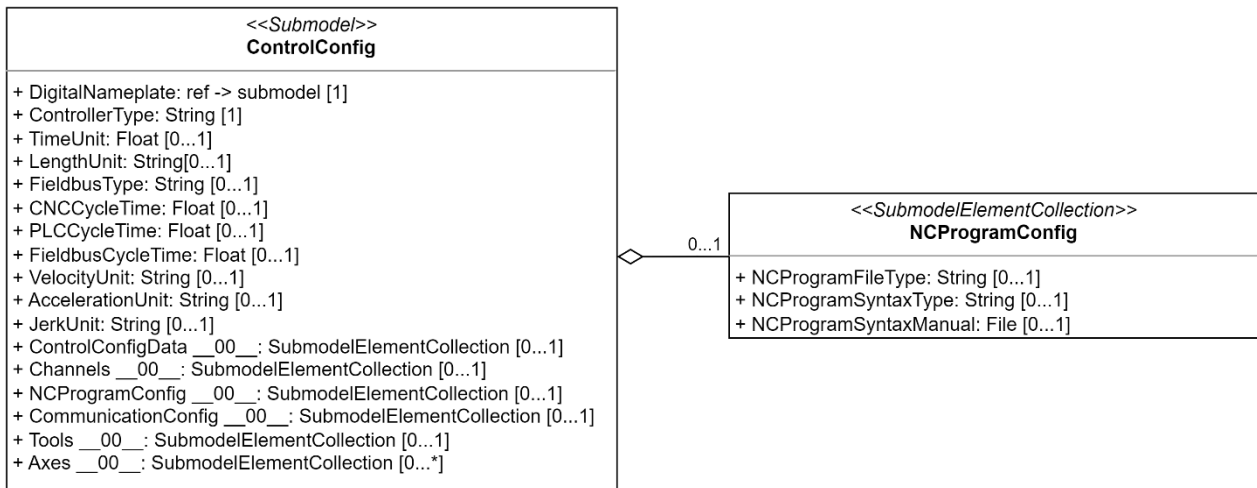 <<Submodel>>
ControlConfig
+ DigitalNameplate: ref -> submodel [1]
+ ControllerType: String [1]
+ TimeUnit: Float [0...1]
+ LengthUnit: String[0...1]
+ FieldbusType: String [0...1]
+ CNCCycleTime: Float [0...1]
+ PLCCycleTime: Float [0...1]
+ FieldbusCycleTime: Float [0...1]
+ VelocityUnit: String [0...1]
+ AccelerationUnit: String [0...1]
+ JerkUnit: String [0...1]
+ ControlConfigData __00__: SubmodelElementCollection [0...1]
+ Channels __00__: SubmodelElementCollection [0...1]
+ NCProgramConfig __00__: SubmodelElementCollection [0...1]
+ CommunicationConfig __00__: SubmodelElementCollection [0...1]
+ Tools __00__: SubmodelElementCollection [0...1]
+ Axes __00__: SubmodelElementCollection [0...*]
0...1
<<SubmodelElementCollection>>
NCProgramConfig
+ NCProgramFileType: String [0...1]
+ NCProgramSyntaxType: String [0...1]
+ NCProgramSyntaxManual: File [0...1]